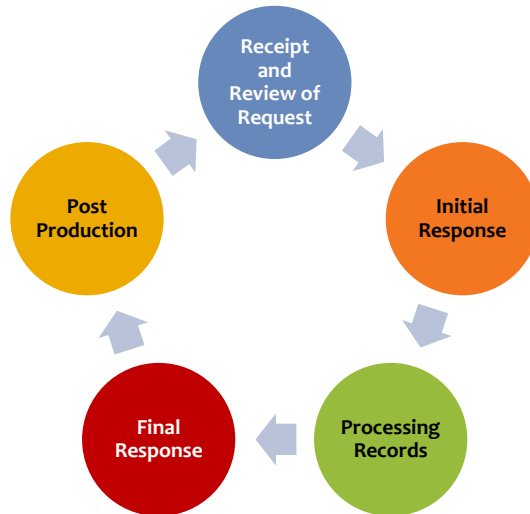 Receipt
and
Review of
Request
Initial
Response
Processing
Records
Final
Response
Post
Production